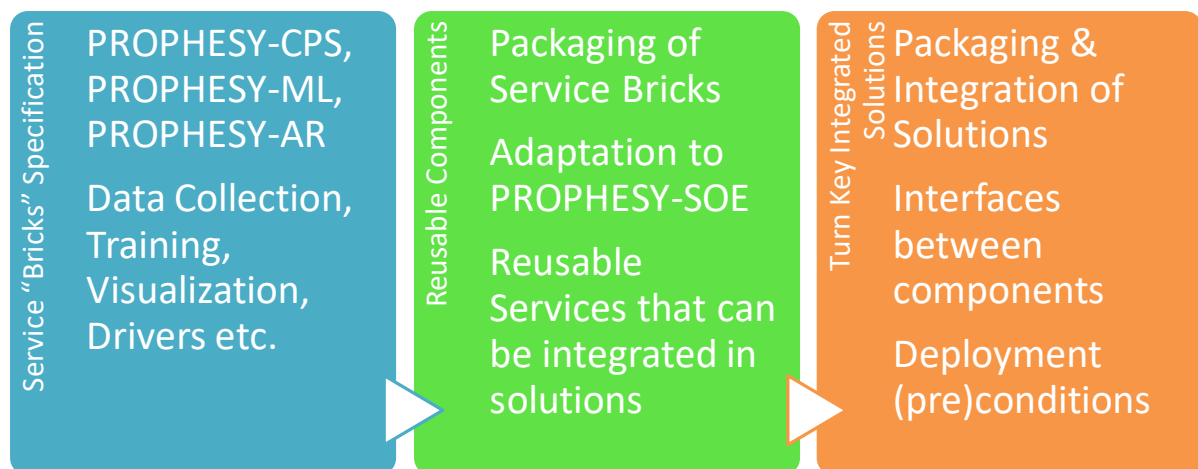 Service “Bricks” Specification
PROPHESY-CPS,
PROPHESY-ML,
PROPHESY-AR
Data Collection,
Training,
Visualization,
Drivers etc.
Reusable Components
Packaging of
Service Bricks
Adaptation to
PROPHESY-SOE
Reusable
Services that can
be integrated in
solutions
Turn Key Integrated
Solutions
Packaging &
Integration of
Solutions
Interfaces
between
components
Deployment
(pre)conditions